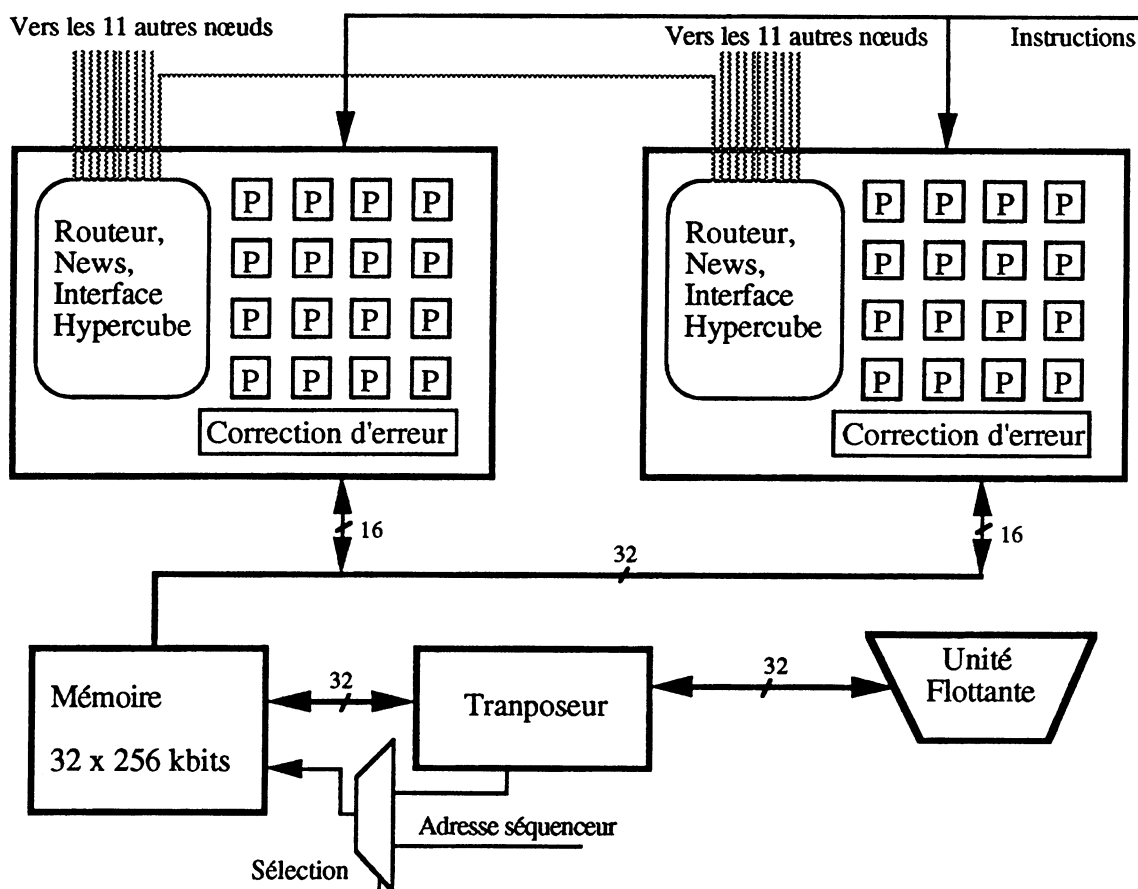 Vers les 11 autres nœuds
Vers les 11 autres nœuds
Instructions
Routeur,
News,
Interface
Hypercube
P P P P
P P P P
P P P P
P P P P
Correction d'erreur
Routeur,
News,
Interface
Hypercube
P P P P
P P P P
P P P P
P P P P
Correction d'erreur
16
16
32
Mémoire
32 x 256 kbits
32
Tranposeur
32
Unité
Flottante
Adresse séquenceur
Sélection